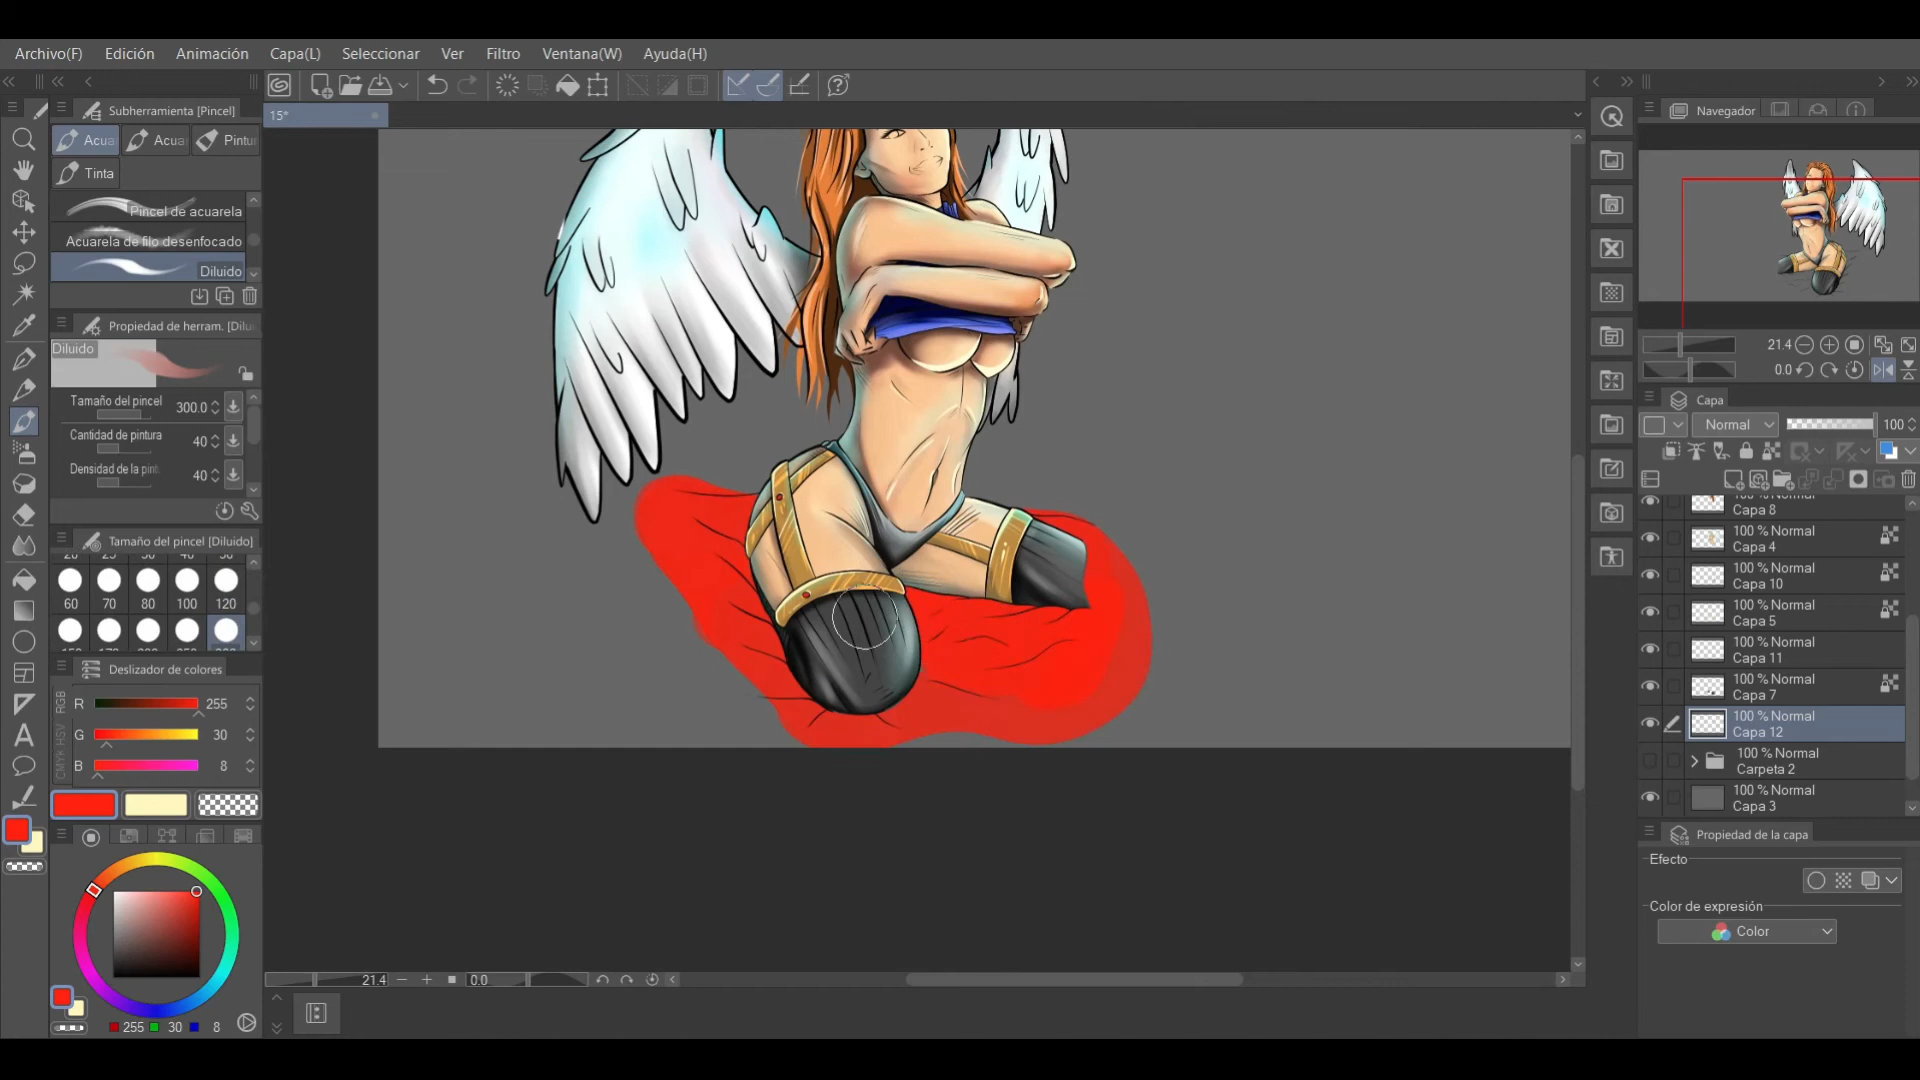 Archivo(F) Edición Animación Capa(L) Seleccionar Ver Filtro Ventana(W) Ayuda(H)
Subherramienta [Pincel]
Acua Acua Pintur
Tinta
Pincel de acuarela
Acuarela de filo desenfocado
Diluido
Propiedad de herram. [Dilu
Diluido
Tamaño del pincel 300.0
Cantidad de pintura 40
Densidad de la pint 40
Tamaño del pincel [Diluido]
60 70 80 100 120
Deslizador de colores
RGB
HSV
CMYK
R 255
G 30
B 8
255 30 8
15*
21.4 0.0
Navegador
21.4
0.0
Capa
Normal 100
Capa 8
100 % Normal
Capa 4
100 % Normal
Capa 10
100 % Normal
Capa 5
100 % Normal
Capa 11
100 % Normal
Capa 7
100 % Normal
Capa 12
100 % Normal
Carpeta 2
100 % Normal
Capa 3
Propiedad de la capa
Efecto
Color de expresión
Color